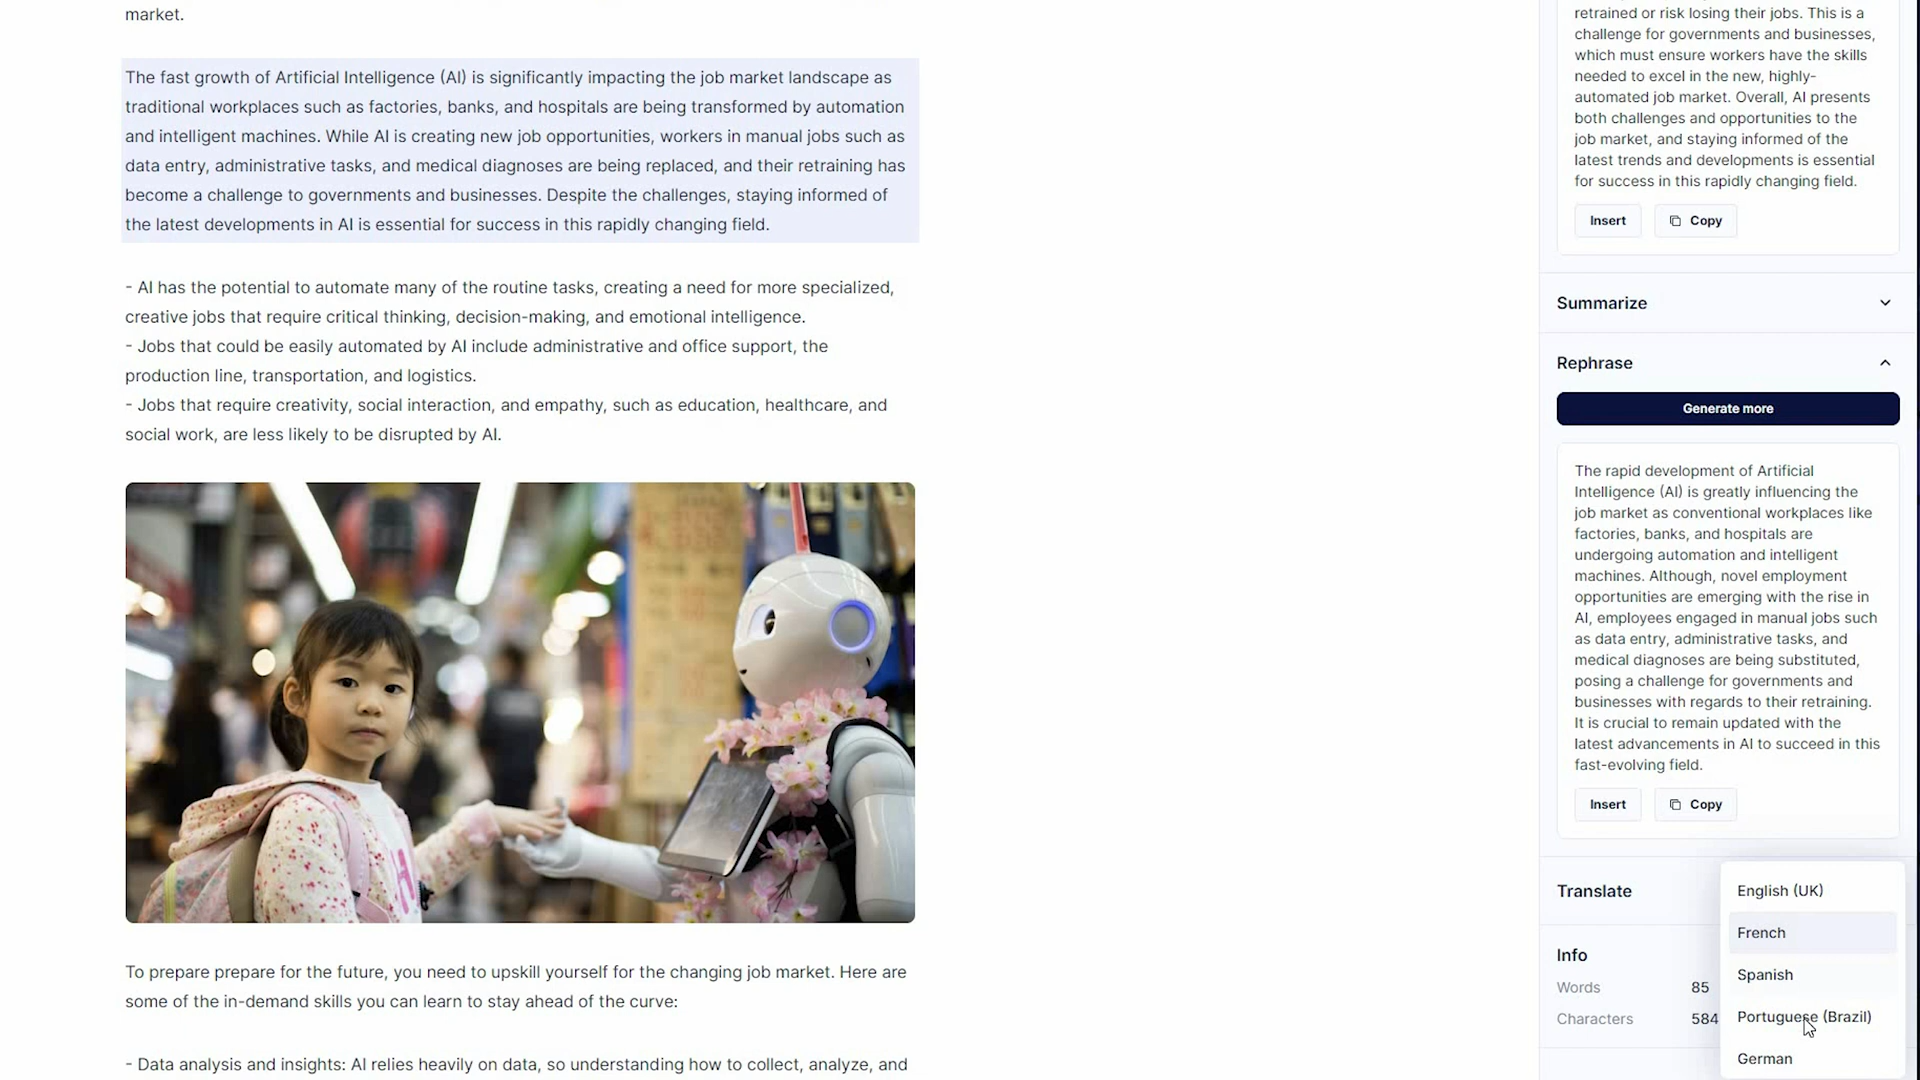 market.
The fast growth of Artificial Intelligence (AI) is significantly impacting the job market landscape as
traditional workplaces such as factories, banks, and hospitals are being transformed by automation
and intelligent machines. While AI is creating new job opportunities, workers in manual jobs such as
data entry, administrative tasks, and medical diagnoses are being replaced, and their retraining has
become a challenge to governments and businesses. Despite the challenges, staying informed of
the latest developments in AI is essential for success in this rapidly changing field.
- AI has the potential to automate many of the routine tasks, creating a need for more specialized,
creative jobs that require critical thinking, decision-making, and emotional intelligence.
- Jobs that could be easily automated by AI include administrative and office support, the
production line, transportation, and logistics.
- Jobs that require creativity, social interaction, and empathy, such as education, healthcare, and
social work, are less likely to be disrupted by AI.
To prepare prepare for the future, you need to upskill yourself for the changing job market. Here are
some of the in-demand skills you can learn to stay ahead of the curve:
- Data analysis and insights: AI relies heavily on data, so understanding how to collect, analyze, and
retrained or risk losing their jobs. This is a
challenge for governments and businesses,
which must ensure workers have the skills
needed to excel in the new, highly-
automated job market. Overall, AI presents
both challenges and opportunities to the
job market, and staying informed of the
latest trends and developments is essential
for success in this rapidly changing field.
Insert Copy
Summarize
Rephrase
Generate more
The rapid development of Artificial
Intelligence (AI) is greatly influencing the
job market as conventional workplaces like
factories, banks, and hospitals are
undergoing automation and intelligent
machines. Although, novel employment
opportunities are emerging with the rise in
AI, employees engaged in manual jobs such
as data entry, administrative tasks, and
medical diagnoses are being substituted,
posing a challenge for governments and
businesses with regards to their retraining.
It is crucial to remain updated with the
latest advancements in AI to succeed in this
fast-evolving field.
Insert Copy
Translate
English (UK)
French
Spanish
Portuguese (Brazil)
German
Info
Words 85
Characters 584